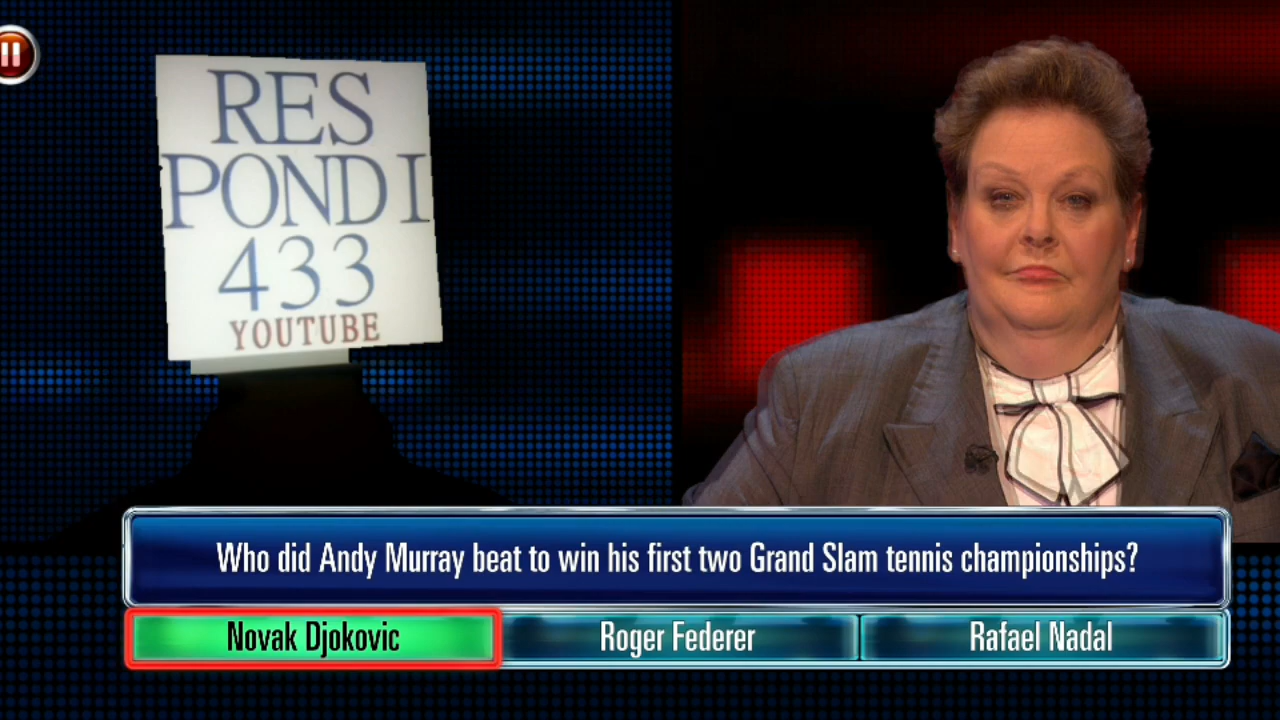 RES
POND I
433
YOUTUBE
Who did Andy Murray beat to win his first two Grand Slam tennis championships?
Novak Djokovic
Roger Federer
Rafael Nadal